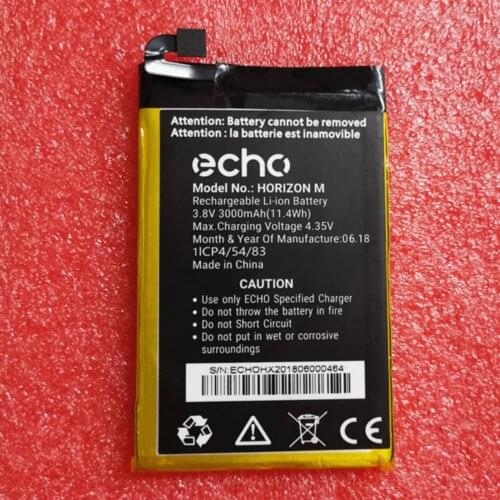 Attention: Battery cannot be removed
Attention : la batterie est inamovible
echo
Model No.: HORIZON M
Rechargeable Li-ion Battery
3.8V 3000mAh(11.4Wh)
Max.Charging Voltage 4.35V
Month & Year Of Manufacture:06.18
1lCP4/54/83
Made in China
CAUTION
• Use only ECHO Specified Charger
• Do not throw the battery in fire
• Do not Short Circuit
• Do not put in wet or corrosive
surroundings
S/N:ECHOHX201806000464